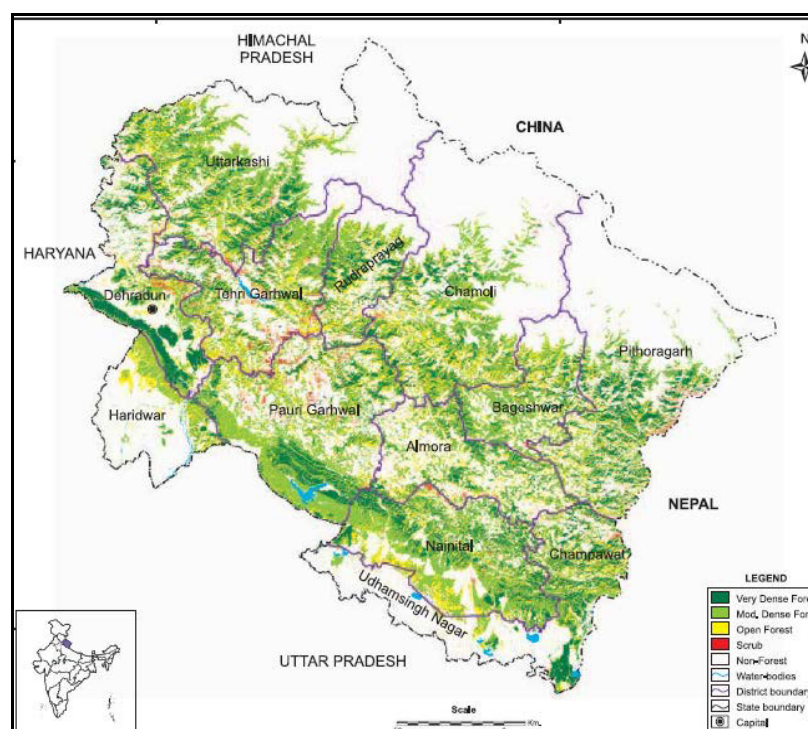 HIMACHAL
PRADESH
N
CHINA
Uttarkashi
HARYANA
Dehradun
Tehri Garhwal
Rudraprayag
Chamoli
Pithoragarh
Haridwar
Pauri Garhwal
Bageshwar
Almora
NEPAL
Nainital
Champawat
Udhamsingh Nagar
UTTAR PRADESH
LEGEND
Very Dense Fore
Mod. Dense For
Open Forest
Scrub
Non-Forest
Water-bodies
District boundary
State boundary
Capital
Scale
Km.